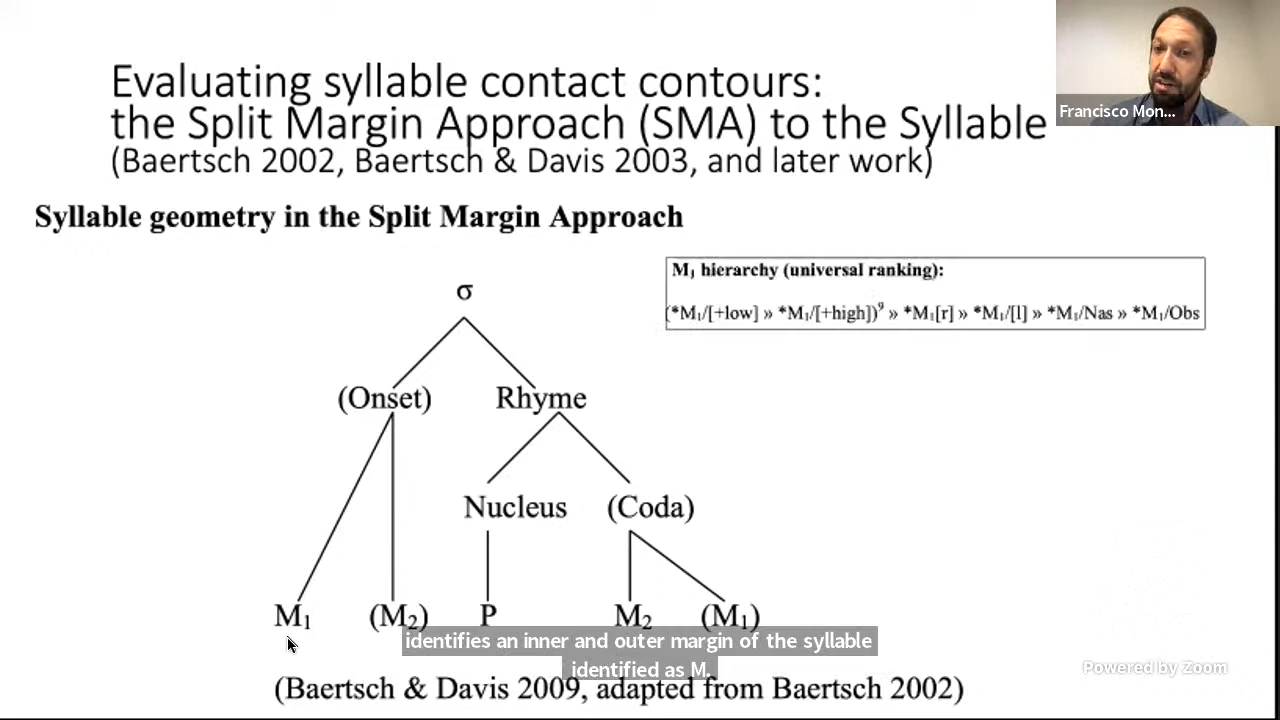 Evaluating syllable contact contours:
the Split Margin Approach (SMA) to the Syllable
(Baertsch 2002, Baertsch & Davis 2003, and later work)
Francisco Mon...
Syllable geometry in the Split Margin Approach
M₁ hierarchy (universal ranking):
(*M₁/[+low] » *M₁/[+high])⁹ » *M₁[r] » *M₁/[l] » *M₁/Nas » *M₁/Obs
σ
(Onset) Rhyme
Nucleus (Coda)
M₁ (M₂) P M₂ (M₁)
identifies an inner and outer margin of the syllable
identified as M.
(Baertsch & Davis 2009, adapted from Baertsch 2002)
Powered by Zoom